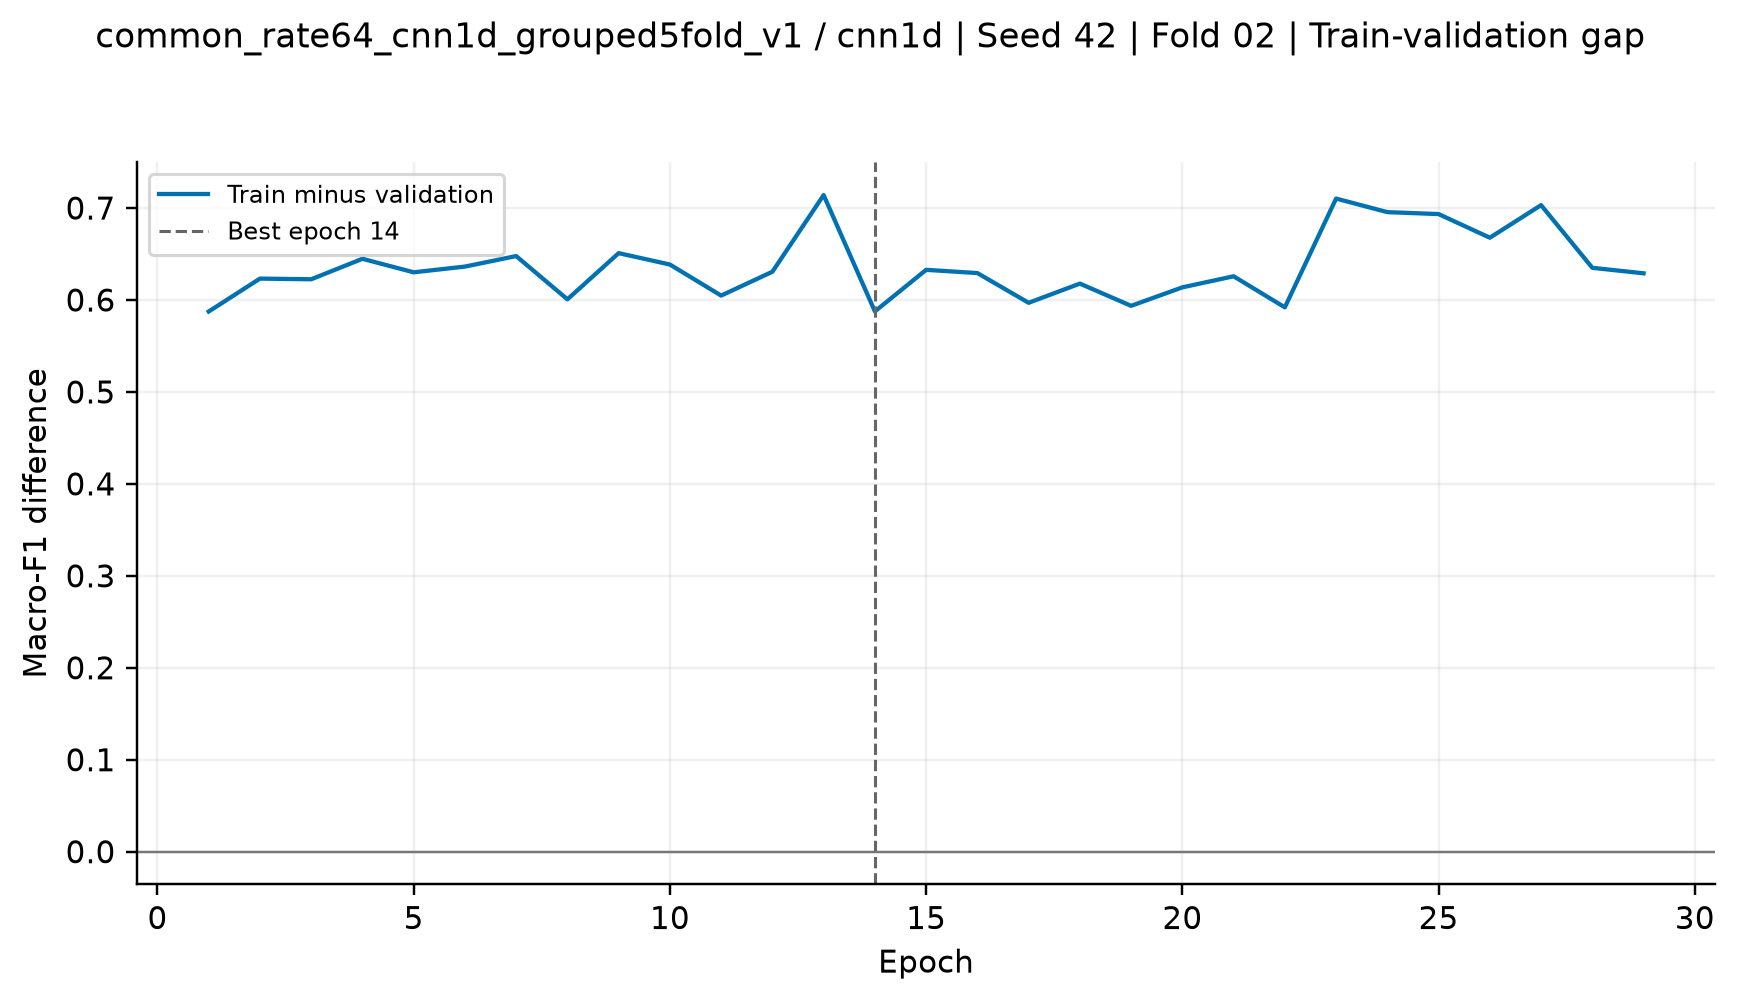 common_rate64_cnn1d_grouped5fold_v1 / cnn1d | Seed 42 | Fold 02 | Train-validation gap
Train minus validation
Best epoch 14
Macro-F1 difference
0.7
0.6
0.5
0.4
0.3
0.2
0.1
0.0
0 5 10 15 20 25 30
Epoch